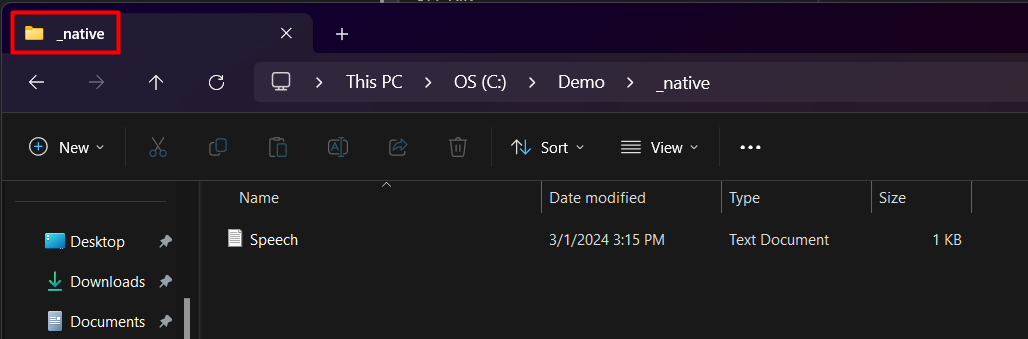 _native
This PC > OS (C:) > Demo > _native
New
Sort
View
Name Date modified Type Size
Desktop
Speech 3/1/2024 3:15 PM Text Document 1 KB
Downloads
Documents